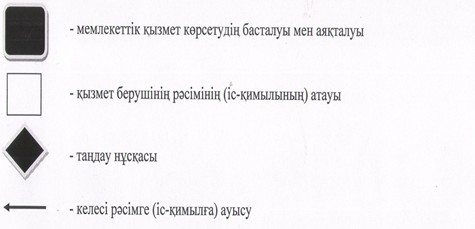 - мемлекеттік қызмет көрсетудің басталуы мен аяқталуы
- қызмет берушінің рәсімінің (іс-қимылының) атауы
- таңдау нұсқасы
- келесі рәсімге (іс-қимылға) ауысу